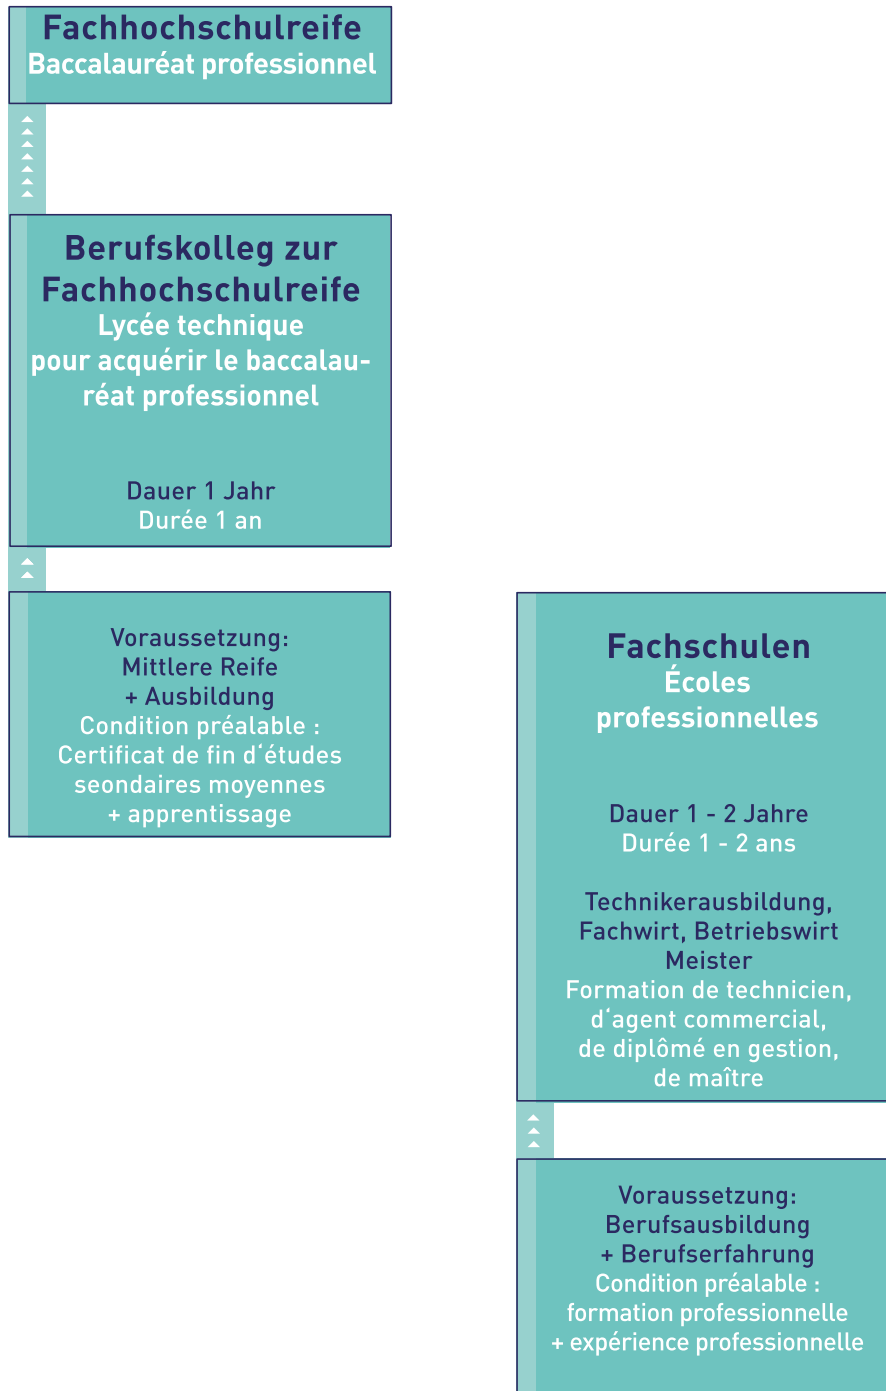 Fachhochschulreife
Baccalauréat professionnel
Berufskolleg zur
Fachhochschulreife
Lycée technique
pour acquérir le baccalau-
réat professionnel
Dauer 1 Jahr
Durée 1 an
Voraussetzung:
Mittlere Reife
+ Ausbildung
Condition préalable :
Certificat de fin d‘études
seondaires moyennes
+ apprentissage
Fachschulen
Écoles
professionnelles
Dauer 1 - 2 Jahre
Durée 1 - 2 ans
Technikerausbildung,
Fachwirt, Betriebswirt
Meister
Formation de technicien,
d‘agent commercial,
de diplômé en gestion,
de maître
Voraussetzung:
Berufsausbildung
+ Berufserfahrung
Condition préalable :
formation professionnelle
+ expérience professionnelle